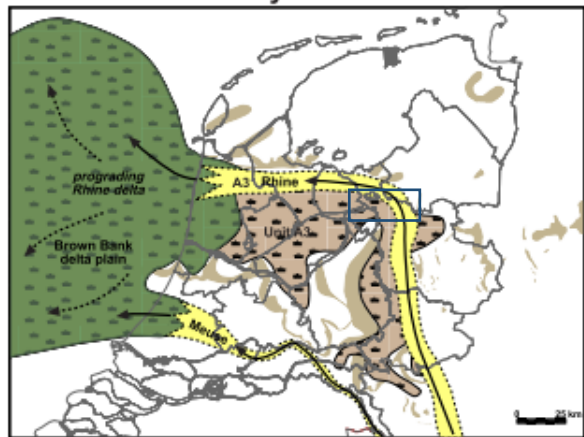 A3 Rhine
prograding
Rhine delta
Unit A3
Brown Bank
delta plain
Meuse
0 25 km